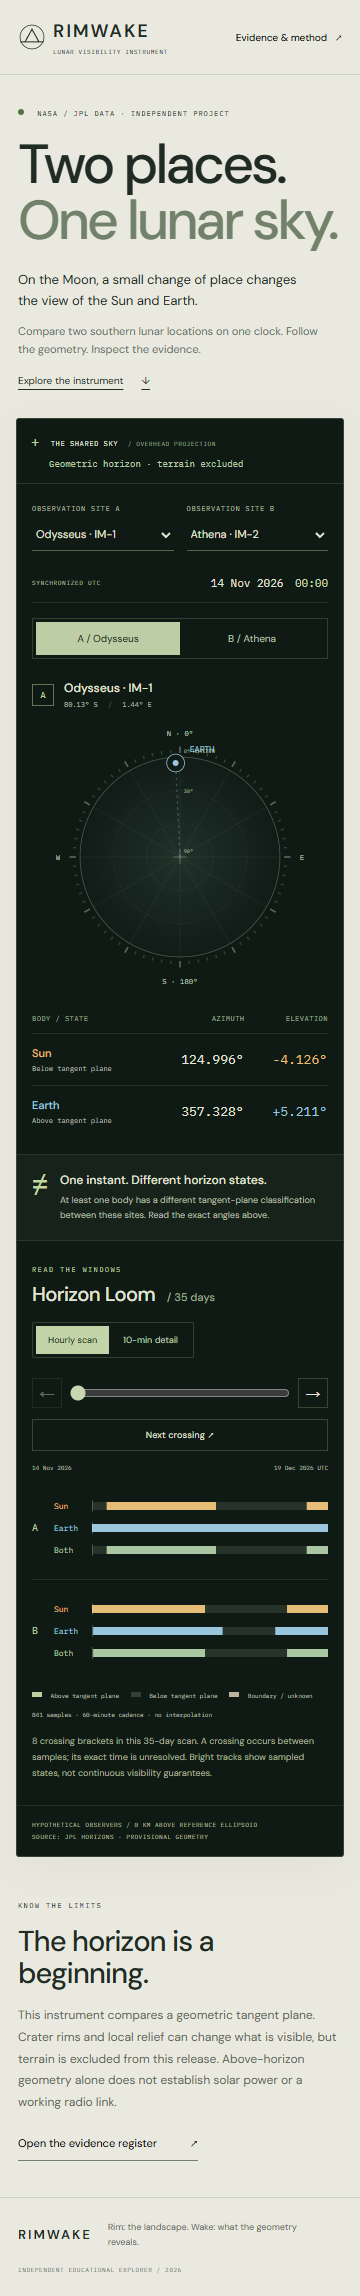 RIMWAKE
LUNAR VISIBILITY INSTRUMENT
Evidence & method ↗
NASA / JPL DATA · INDEPENDENT PROJECT
Two places.
One lunar sky.
On the Moon, a small change of place changes
the view of the Sun and Earth.
Compare two southern lunar locations on one clock. Follow
the geometry. Inspect the evidence.
Explore the instrument ↓
+ THE SHARED SKY / OVERHEAD PROJECTION
Geometric horizon · terrain excluded
OBSERVATION SITE A OBSERVATION SITE B
Odysseus · IM-1 Athena · IM-2
SYNCHRONIZED UTC 14 Nov 2026 00:00
A / Odysseus B / Athena
A Odysseus · IM-1
80.13° S / 1.44° E
N · 0°
EARTH
30°
W 90° E
S · 180°
BODY / STATE AZIMUTH ELEVATION
Sun 124.996° -4.126°
Below tangent plane
Earth 357.328° +5.211°
Above tangent plane
≠ One instant. Different horizon states.
At least one body has a different tangent-plane classification
between these sites. Read the exact angles above.
READ THE WINDOWS
Horizon Loom / 35 days
Hourly scan 10-min detail
← →
Next crossing ↗
14 Nov 2026 19 Dec 2026 UTC
Sun
A Earth
Both
Sun
B Earth
Both
Above tangent plane Below tangent plane Boundary / unknown
841 samples · 60-minute cadence · no interpolation
8 crossing brackets in this 35-day scan. A crossing occurs between
samples; its exact time is unresolved. Bright tracks show sampled
states, not continuous visibility guarantees.
HYPOTHETICAL OBSERVERS / 0 KM ABOVE REFERENCE ELLIPSOID
SOURCE: JPL HORIZONS · PROVISIONAL GEOMETRY
KNOW THE LIMITS
The horizon is a
beginning.
This instrument compares a geometric tangent plane.
Crater rims and local relief can change what is visible, but
terrain is excluded from this release. Above-horizon
geometry alone does not establish solar power or a
working radio link.
Open the evidence register ↗
RIMWAKE Rim: the landscape. Wake: what the geometry
reveals.
INDEPENDENT EDUCATIONAL EXPLORER / 2026